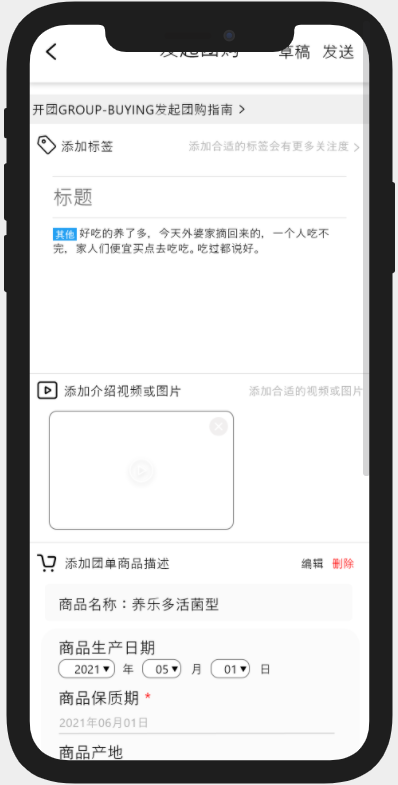 发起团购
草稿 发送
开团GROUP-BUYING发起团购指南 >
添加标签 添加合适的标签会有更多关注度 >
标题
其他 好吃的养了多，今天外婆家摘回来的，一个人吃不
完，家人们便宜买点去吃吃。吃过都说好。
添加介绍视频或图片 添加合适的视频或图片
添加团单商品描述 编辑 删除
商品名称：养乐多活菌型
商品生产日期
2021 年 05 月 01 日
商品保质期 *
2021年06月01日
商品产地